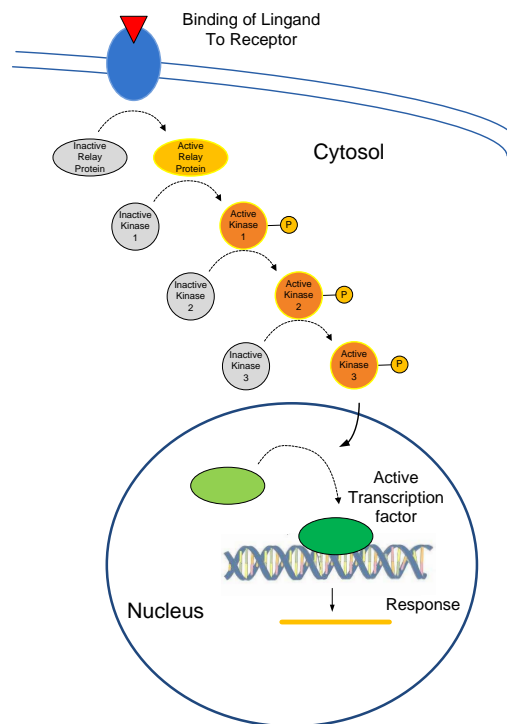 Binding of Lingand
To Receptor
Cytosol
Inactive
Relay
Protein
Active
Relay
Protein
Inactive
Kinase
1
Active
Kinase
1
P
Inactive
Kinase
2
Active
Kinase
2
P
Inactive
Kinase
3
Active
Kinase
3
P
Active
Transcription
factor
Response
Nucleus